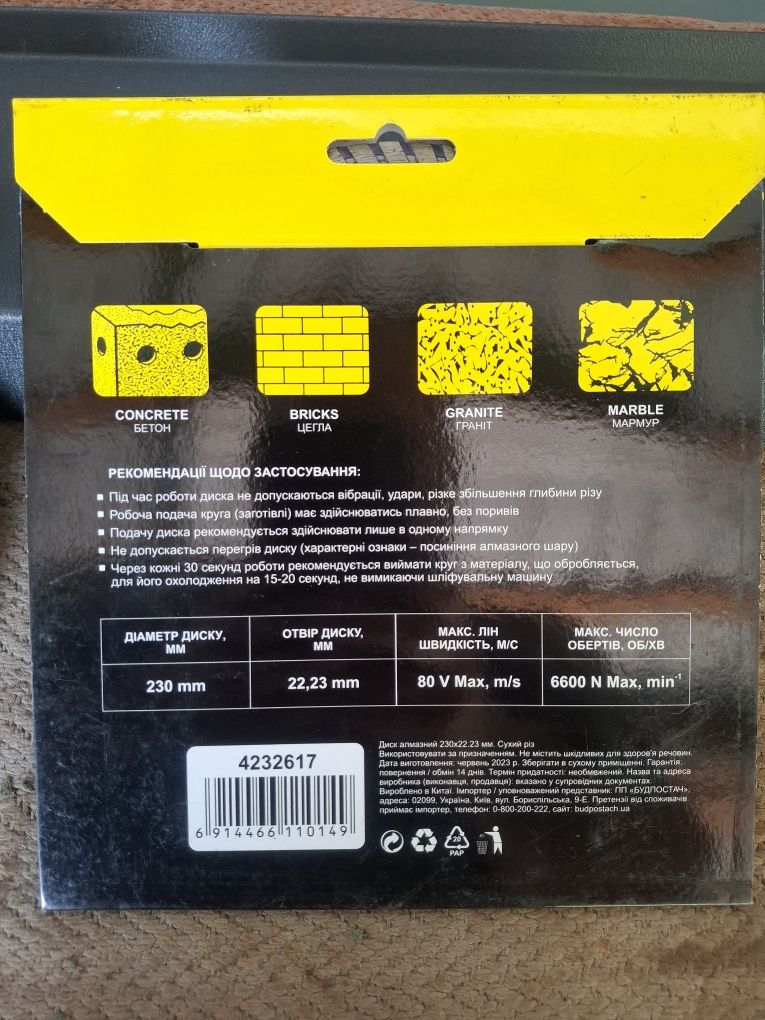 CONCRETE
БЕТОН
BRICKS
ЦЕГЛА
GRANITE
ГРАНІТ
MARBLE
МАРМУР
РЕКОМЕНДАЦІЇ ЩОДО ЗАСТОСУВАННЯ:
▪ Під час роботи диска не допускаються вібрації, удари, різке збільшення глибини різу
▪ Робоча подача круга (заготівлі) має здійснюватись плавно, без поривів
▪ Подачу диска рекомендується здійснювати лише в одному напрямку
▪ Не допускається перегрів диску (характерні ознаки – посиніння алмазного шару)
▪ Через кожні 30 секунд роботи рекомендується виймати круг з матеріалу, що обробляється,
для його охолодження на 15-20 секунд, не вимикаючи шліфувальну машину
ДІАМЕТР ДИСКУ,
ММ
ОТВІР ДИСКУ,
ММ
МАКС. ЛІН
ШВИДКІСТЬ, М/С
МАКС. ЧИСЛО
ОБЕРТІВ, ОБ/ХВ
230 mm
22,23 mm
80 V Max, m/s
6600 N Max, min⁻¹
4232617
6 914466 110149
Диск алмазний 230x22.23 мм. Сухий різ
Використовувати за призначенням. Не містить шкідливих для здоров'я речовин.
Дата виготовлення: червень 2023 р. Зберігати в сухому приміщенні. Гарантія:
повернення / обмін 14 днів. Термін придатності: необмежений. Назва та адреса
виробника (виконавця, продавця): вказано у супровідних документах.
Вироблено в Китаї. Імпортер / уповноважений представник: ПП «БУДПОСТАЧ»,
адреса: 02099, Україна, Київ, вул. Бориспільська, 9-Е. Претензії від споживачів
приймає імпортер, телефон: 0-800-200-222, сайт: budpostach.ua
20
PAP